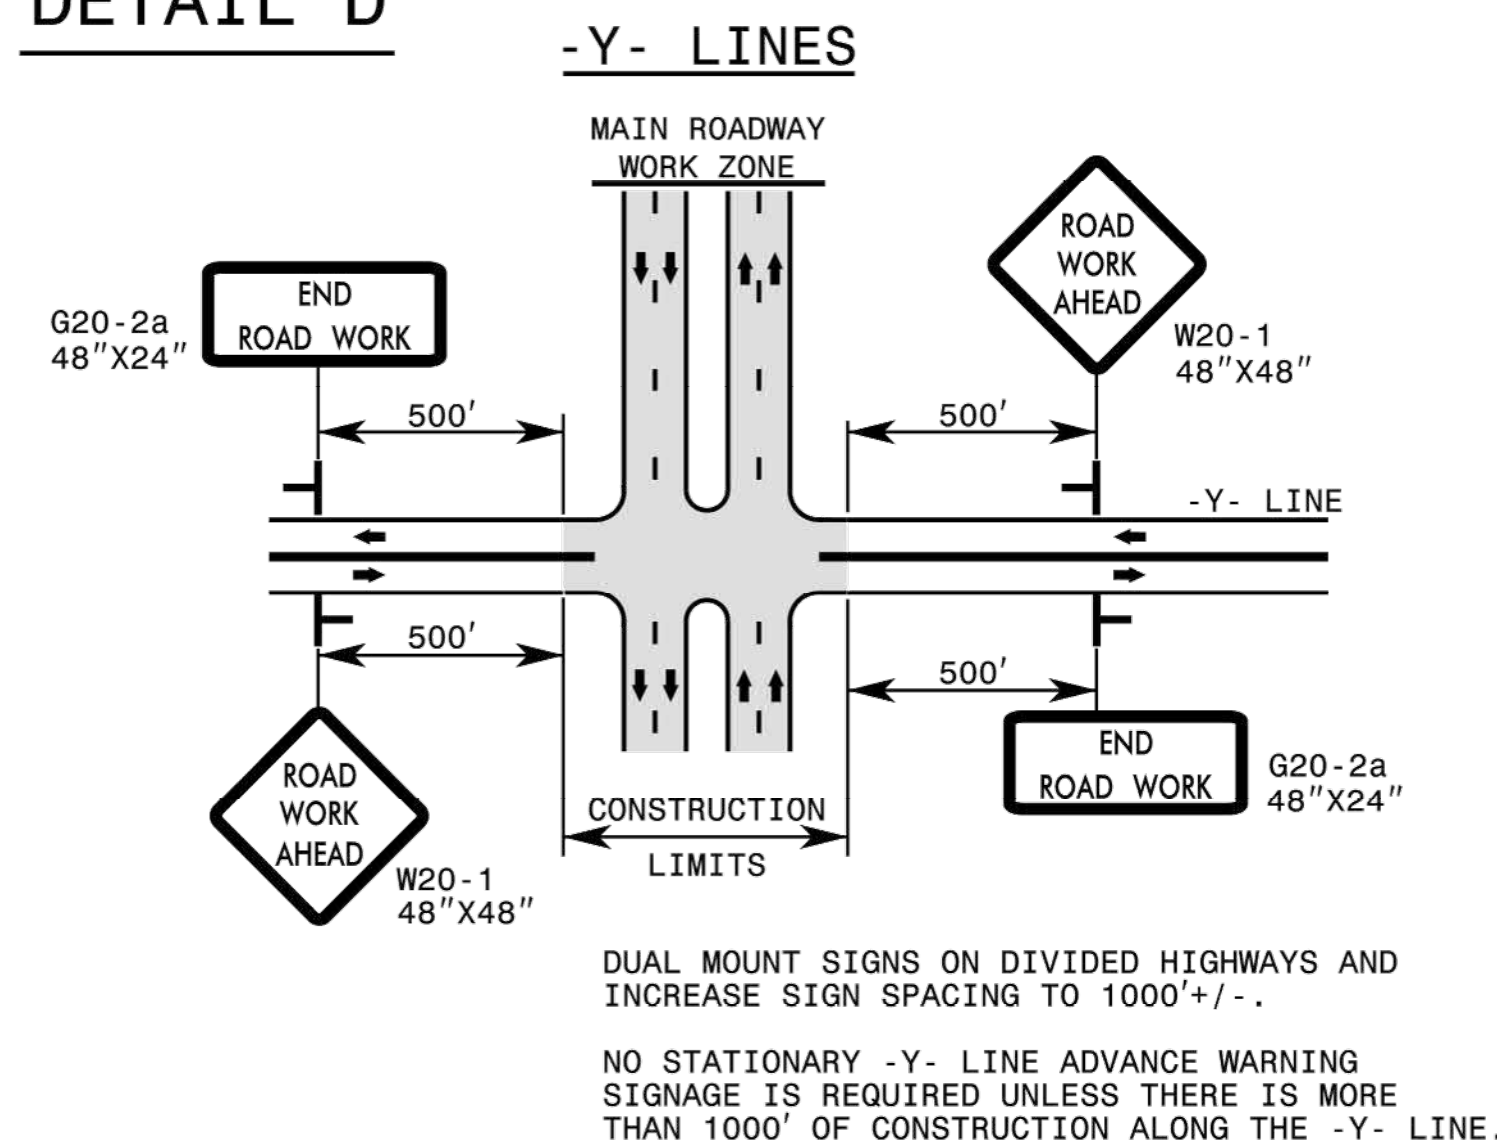 DETAIL D
-Y- LINES
MAIN ROADWAY
WORK ZONE
END
ROAD WORK
G20-2a
48"X24"
ROAD
WORK
AHEAD
W20-1
48"X48"
500'
500'
-Y- LINE
500'
500'
ROAD
WORK
AHEAD
W20-1
48"X48"
END
ROAD WORK
G20-2a
48"X24"
CONSTRUCTION
LIMITS
DUAL MOUNT SIGNS ON DIVIDED HIGHWAYS AND
INCREASE SIGN SPACING TO 1000'+/-.
NO STATIONARY -Y- LINE ADVANCE WARNING
SIGNAGE IS REQUIRED UNLESS THERE IS MORE
THAN 1000' OF CONSTRUCTION ALONG THE -Y- LINE.